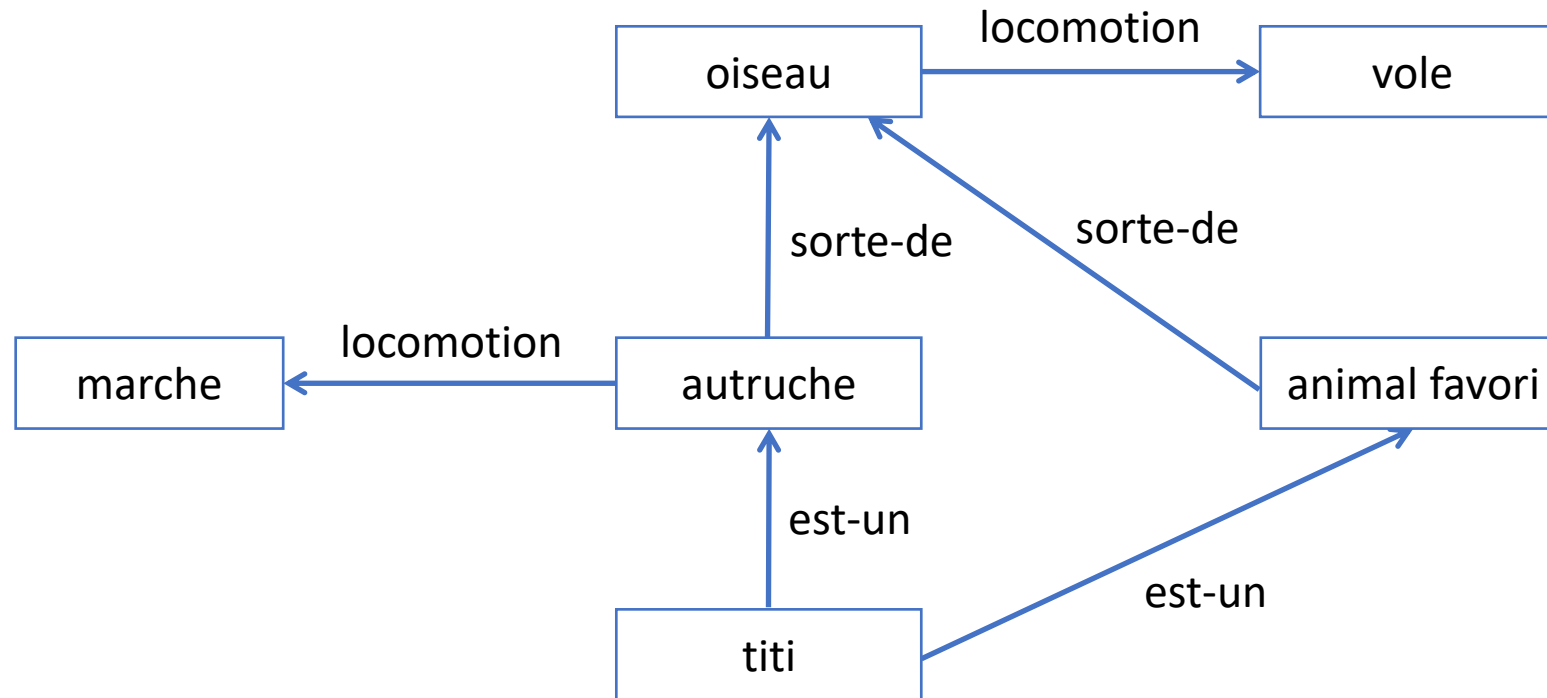 locomotion
oiseau
vole
sorte-de
sorte-de
locomotion
marche
autruche
animal favori
est-un
est-un
titi